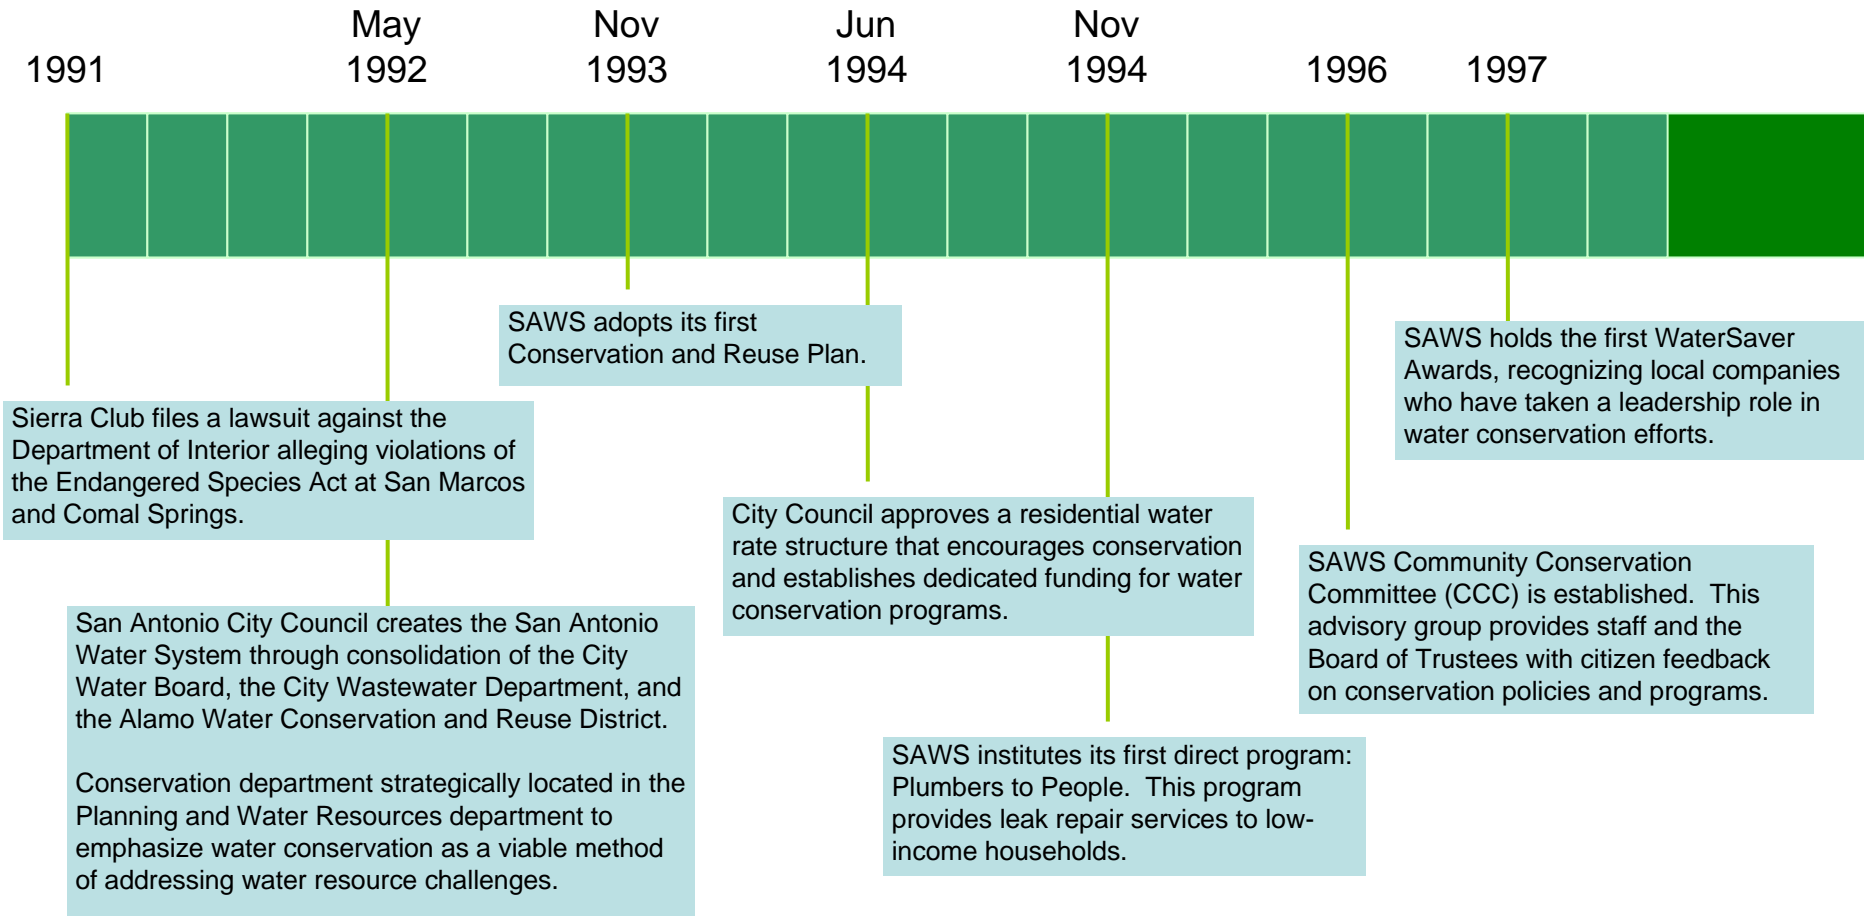 1991
May
1992
Nov
1993
Jun
1994
Nov
1994
1996
1997
Sierra Club files a lawsuit against the
Department of Interior alleging violations of
the Endangered Species Act at San Marcos
and Comal Springs.
San Antonio City Council creates the San Antonio
Water System through consolidation of the City
Water Board, the City Wastewater Department, and
the Alamo Water Conservation and Reuse District.
Conservation department strategically located in the
Planning and Water Resources department to
emphasize water conservation as a viable method
of addressing water resource challenges.
SAWS adopts its first
Conservation and Reuse Plan.
City Council approves a residential water
rate structure that encourages conservation
and establishes dedicated funding for water
conservation programs.
SAWS institutes its first direct program:
Plumbers to People.  This program
provides leak repair services to low-
income households.
SAWS Community Conservation
Committee (CCC) is established.  This
advisory group provides staff and the
Board of Trustees with citizen feedback
on conservation policies and programs.
SAWS holds the first WaterSaver
Awards, recognizing local companies
who have taken a leadership role in
water conservation efforts.